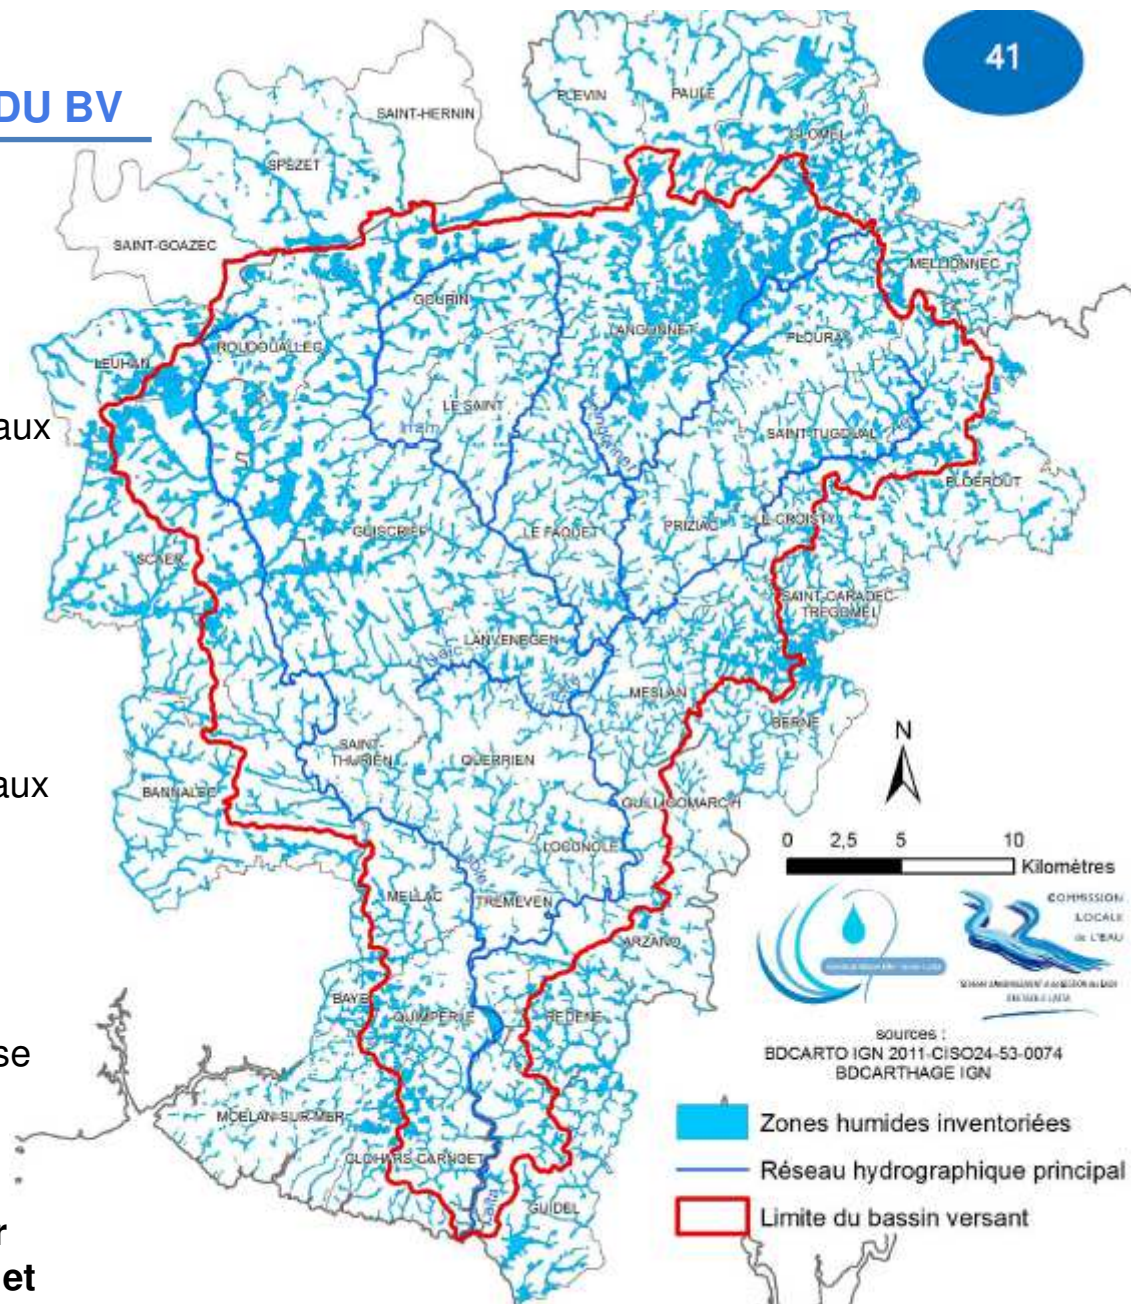 41
DU BV
PLEVIN
PAULE
SAINT-HERNIN
GLOMEL
SPEZET
SAINT-GOAZEC
MELLIONNEC
GOURIN
LANGONNET
PLOURAY
ROUDOUALLEC
LEUHAN
LE SAINT
aux
Inam
SAINT-TUGDUAL
PLOERDUT
GUISCRIFF
LE FAOUET
PRIZIAC
LE CROISTY
SCAER
SAINT-CARADEC-
TREGOMEL
LANVENEGEN
Naïc
MESLAN
BERNE
N
SAINT-
THURIEN
QUERRIEN
BANNALEC
aux
GUILLIGOMARC'H
0 2,5 5 10
Kilomètres
LOCUNOLE
MELLAC
TREMEVEN
COMMISSION
LOCALE
de L'EAU
ARZANO
BAYE
QUIMPERLE
REDENE
sources :
BDCARTO IGN 2011-CISO24-53-0074
BDCARTHAGE IGN
se
MOELAN-SUR-MER
Zones humides inventoriées
CLOHARS-CARNOET
Réseau hydrographique principal
Laïta
GUIDEL
Limite du bassin versant
r
et